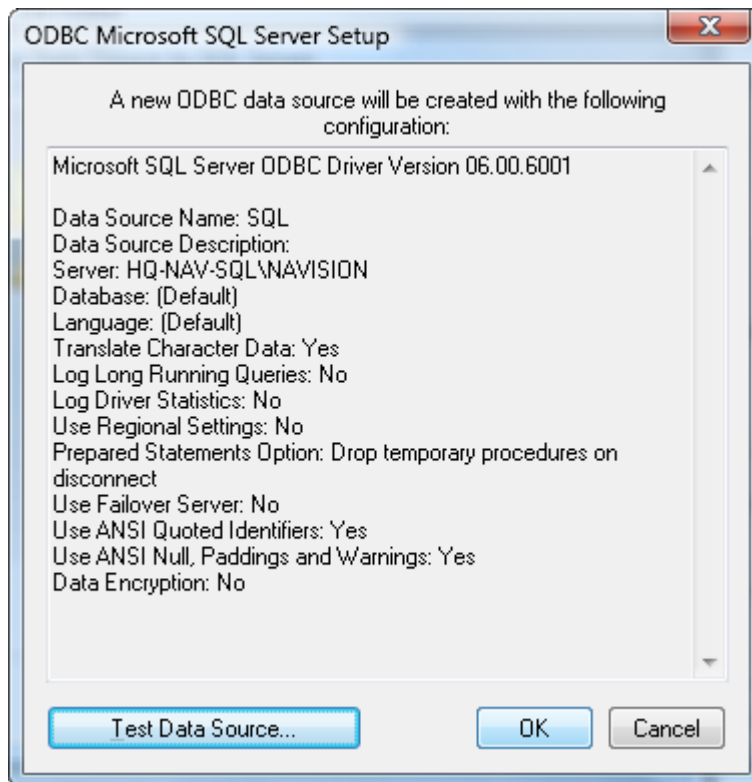 ODBC Microsoft SQL Server Setup
A new ODBC data source will be created with the following
configuration:
Microsoft SQL Server ODBC Driver Version 06.00.6001
Data Source Name: SQL
Data Source Description:
Server: HQ-NAV-SQL\NAVISION
Database: (Default)
Language: (Default)
Translate Character Data: Yes
Log Long Running Queries: No
Log Driver Statistics: No
Use Regional Settings: No
Prepared Statements Option: Drop temporary procedures on
disconnect
Use Failover Server: No
Use ANSI Quoted Identifiers: Yes
Use ANSI Null, Paddings and Warnings: Yes
Data Encryption: No
Test Data Source... OK Cancel